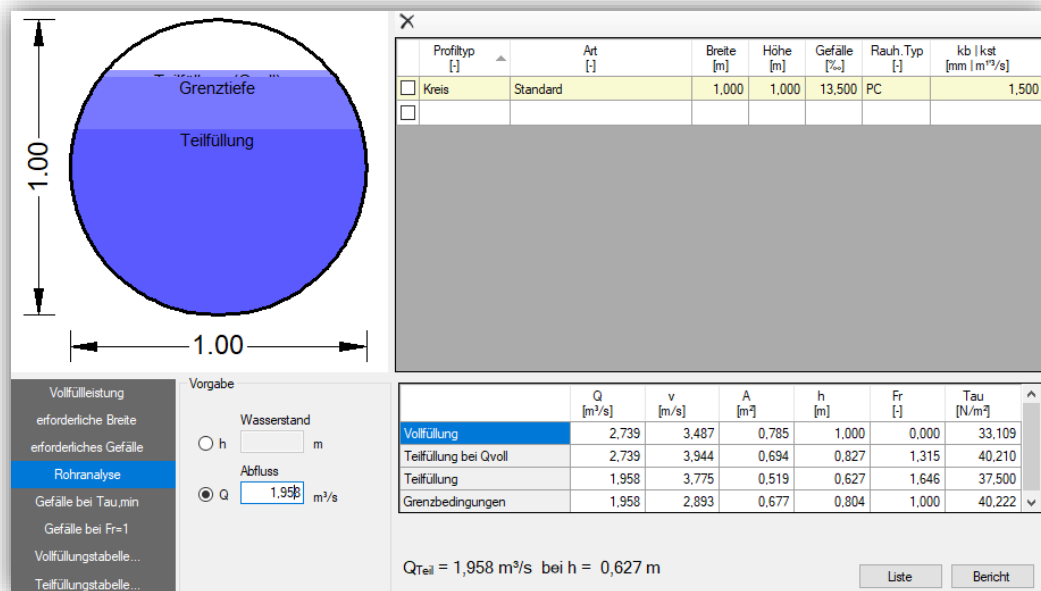 Grenztiefe
Teilfüllung
1.00
1.00
Profiltyp [-] Art [-] Breite [m] Höhe [m] Gefälle [‰] Rauh.Typ [-] kb | kst [mm | m¹′³/s]
Kreis Standard 1,000 1,000 13,500 PC 1,500
Vollfüllleistung
erforderliche Breite
erforderliches Gefälle
Rohranalyse
Gefälle bei Tau,min
Gefälle bei Fr=1
Vollfüllungstabelle...
Teilfüllungstabelle...
Vorgabe
Wasserstand
h m
Abfluss
Q 1,958 m³/s
Q [m³/s] v [m/s] A [m²] h [m] Fr [-] Tau [N/m²]
Vollfüllung 2,739 3,487 0,785 1,000 0,000 33,109
Teilfüllung bei Qvoll 2,739 3,944 0,694 0,827 1,315 40,210
Teilfüllung 1,958 3,775 0,519 0,627 1,646 37,500
Grenzbedingungen 1,958 2,893 0,677 0,804 1,000 40,222
QTeil = 1,958 m³/s bei h = 0,627 m
Liste Bericht